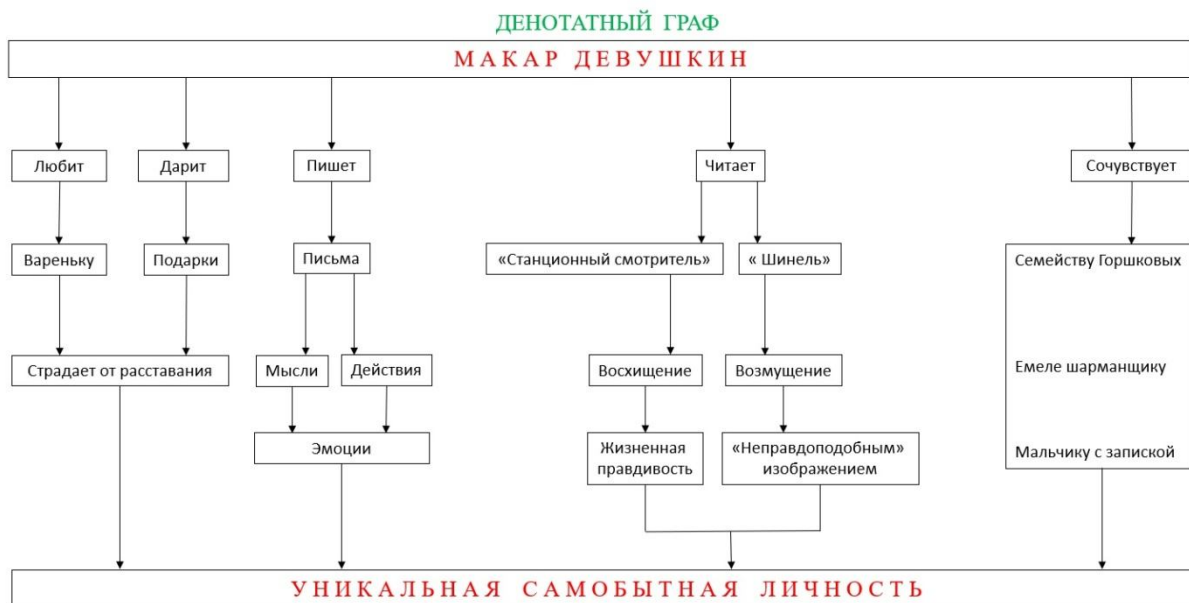 ДЕНОТАТНЫЙ ГРАФ
МАКАР ДЕВУШКИН
Любит
Дарит
Пишет
Читает
Сочувствует
Вареньку
Подарки
Письма
«Станционный смотритель»
« Шинель»
Семейству Горшковых
Страдает от расставания
Мысли
Действия
Восхищение
Возмущение
Емеле шарманщику
Эмоции
Жизненная
правдивость
«Неправдоподобным»
изображением
Мальчику с запиской
УНИКАЛЬНАЯ САМОБЫТНАЯ ЛИЧНОСТЬ